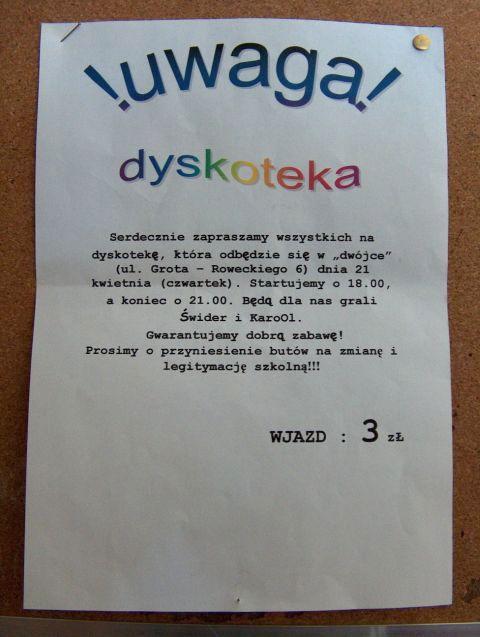 !uwaga!
dyskoteka
Serdecznie zapraszamy wszystkich na
dyskotekę, która odbędzie się w „dwójce”
(ul. Grota – Roweckiego 6) dnia 21
kwietnia (czwartek). Startujemy o 18.00,
a koniec o 21.00. Będą dla nas grali
Świder i KaroOl.
Gwarantujemy dobrą zabawę!
Prosimy o przyniesienie butów na zmianę i
legitymację szkolną!!!
WJAZD : 3 zŁ